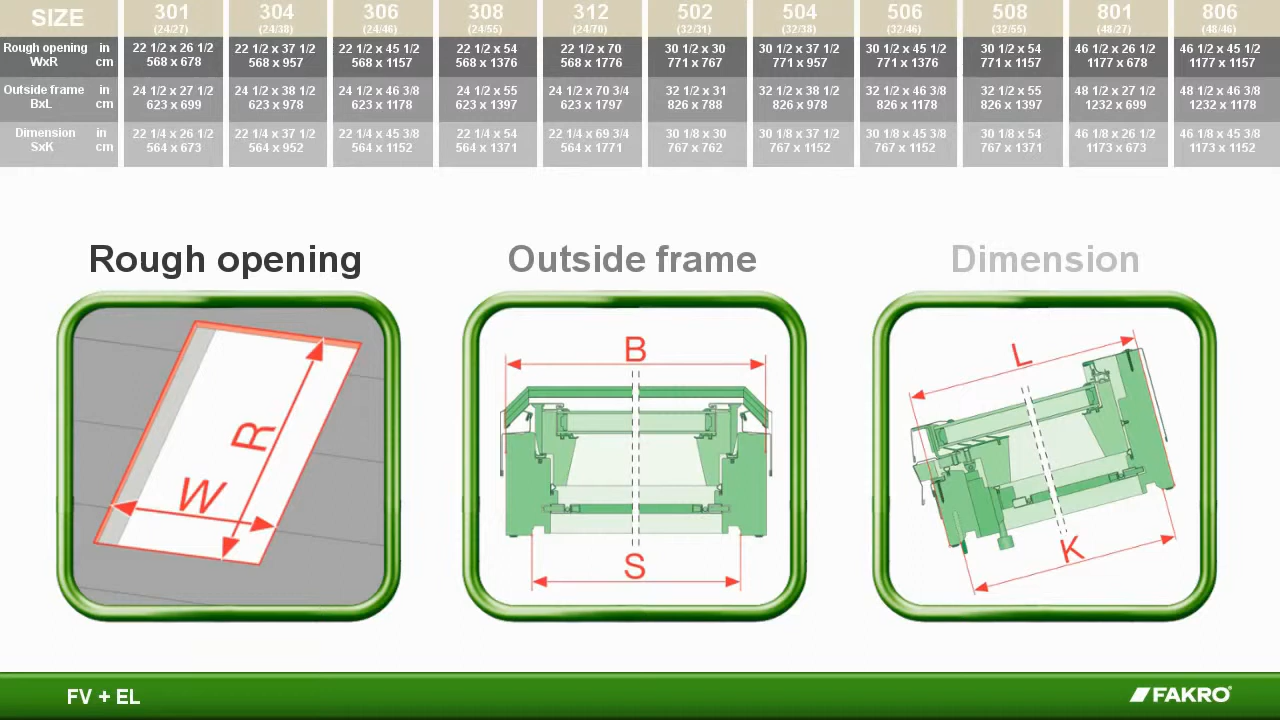 SIZE 301 304 306 308 312 502 504 506 508 801 806
(24/27) (24/38) (24/46) (24/55) (24/70) (32/31) (32/38) (32/46) (32/55) (48/27) (48/46)
Rough opening in 22 1/2 x 26 1/2 22 1/2 x 37 1/2 22 1/2 x 45 1/2 22 1/2 x 54 22 1/2 x 70 30 1/2 x 30 30 1/2 x 37 1/2 30 1/2 x 45 1/2 30 1/2 x 54 46 1/2 x 26 1/2 46 1/2 x 45 1/2
WxR cm 568 x 678 568 x 957 568 x 1157 568 x 1376 568 x 1776 771 x 767 771 x 957 771 x 1376 771 x 1157 1177 x 678 1177 x 1157
Outside frame in 24 1/2 x 27 1/2 24 1/2 x 38 1/2 24 1/2 x 46 3/8 24 1/2 x 55 24 1/2 x 70 3/4 32 1/2 x 31 32 1/2 x 38 1/2 32 1/2 x 46 3/8 32 1/2 x 55 48 1/2 x 27 1/2 48 1/2 x 46 3/8
BxL cm 623 x 699 623 x 978 623 x 1178 623 x 1397 623 x 1797 826 x 788 826 x 978 826 x 1178 826 x 1397 1232 x 699 1232 x 1178
Dimension in 22 1/4 x 26 1/2 22 1/4 x 37 1/2 22 1/4 x 45 3/8 22 1/4 x 54 22 1/4 x 69 3/4 30 1/8 x 30 30 1/8 x 37 1/2 30 1/8 x 45 3/8 30 1/8 x 54 46 1/8 x 26 1/2 46 1/8 x 45 3/8
SxK cm 564 x 673 564 x 952 564 x 1152 564 x 1371 564 x 1771 767 x 762 767 x 1152 767 x 1152 767 x 1371 1173 x 673 1173 x 1152
Rough opening
Outside frame
Dimension
R
W
B
S
L
K
FV + EL
FAKRO®